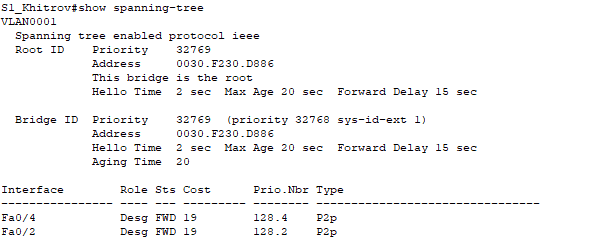 S1_Khitrov#show spanning-tree
VLAN0001
  Spanning tree enabled protocol ieee
  Root ID    Priority    32769
             Address     0030.F230.D886
             This bridge is the root
             Hello Time  2 sec  Max Age 20 sec  Forward Delay 15 sec

  Bridge ID  Priority    32769  (priority 32768 sys-id-ext 1)
             Address     0030.F230.D886
             Hello Time  2 sec  Max Age 20 sec  Forward Delay 15 sec
             Aging Time  20

Interface        Role Sts Cost      Prio.Nbr Type
---------------- ---- --- --------- -------- --------------------------------
Fa0/4            Desg FWD 19        128.4    P2p
Fa0/2            Desg FWD 19        128.2    P2p